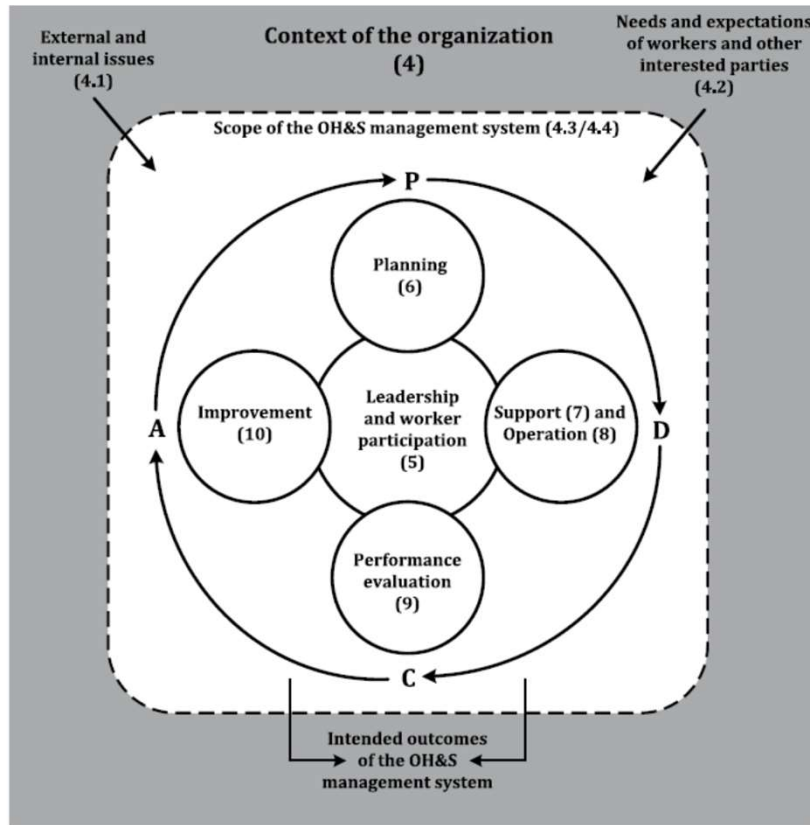 External and
internal issues
(4.1)
Context of the organization
(4)
Needs and expectations
of workers and other
interested parties
(4.2)
Scope of the OH&S management system (4.3/4.4)
P
Planning
(6)
A
Improvement
(10)
Leadership
and worker
participation
(5)
Support (7) and
Operation (8)
D
Performance
evaluation
(9)
C
Intended outcomes
of the OH&S
management system